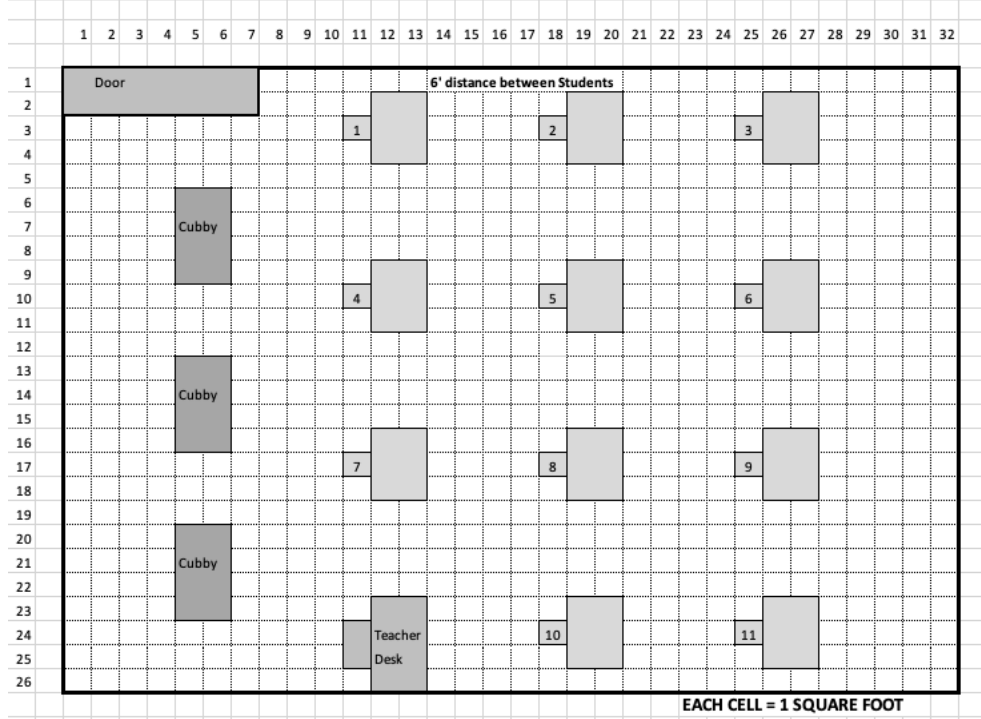 1 2 3 4 5 6 7 8 9 10 11 12 13 14 15 16 17 18 19 20 21 22 23 24 25 26 27 28 29 30 31 32
1 Door 6' distance between Students
2
3 1 2 3
4
5
6
7 Cubby
8
9
10 4 5 6
11
12
13
14 Cubby
15
16
17 7 8 9
18
19
20
21 Cubby
22
23
24 Teacher 10 11
25 Desk
26
EACH CELL = 1 SQUARE FOOT